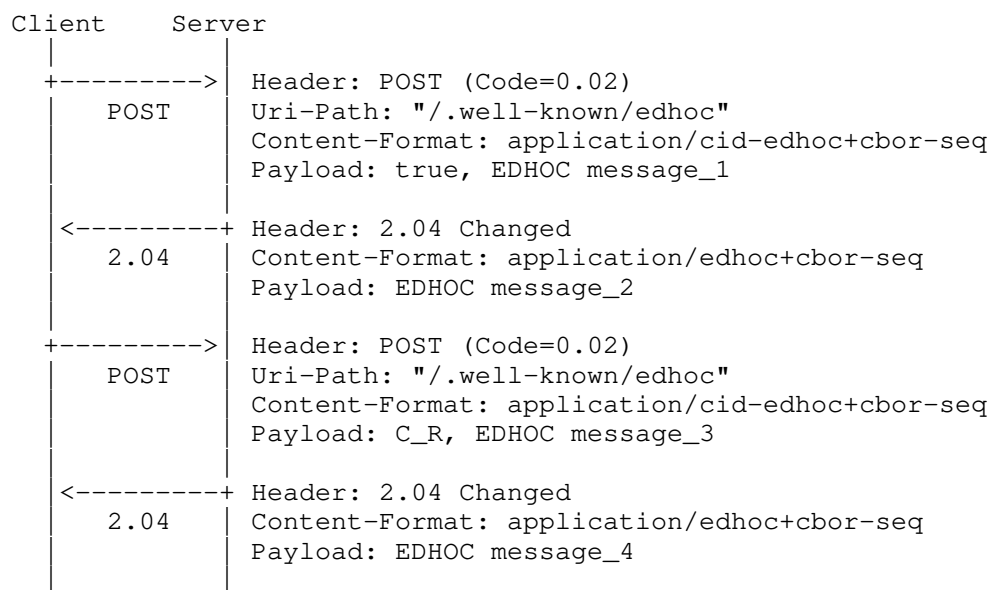 Client Server
+---------> Header: POST (Code=0.02)
POST Uri-Path: "/.well-known/edhoc"
Content-Format: application/cid-edhoc+cbor-seq
Payload: true, EDHOC message_1
<---------+ Header: 2.04 Changed
2.04 Content-Format: application/edhoc+cbor-seq
Payload: EDHOC message_2
+---------> Header: POST (Code=0.02)
POST Uri-Path: "/.well-known/edhoc"
Content-Format: application/cid-edhoc+cbor-seq
Payload: C_R, EDHOC message_3
<---------+ Header: 2.04 Changed
2.04 Content-Format: application/edhoc+cbor-seq
Payload: EDHOC message_4